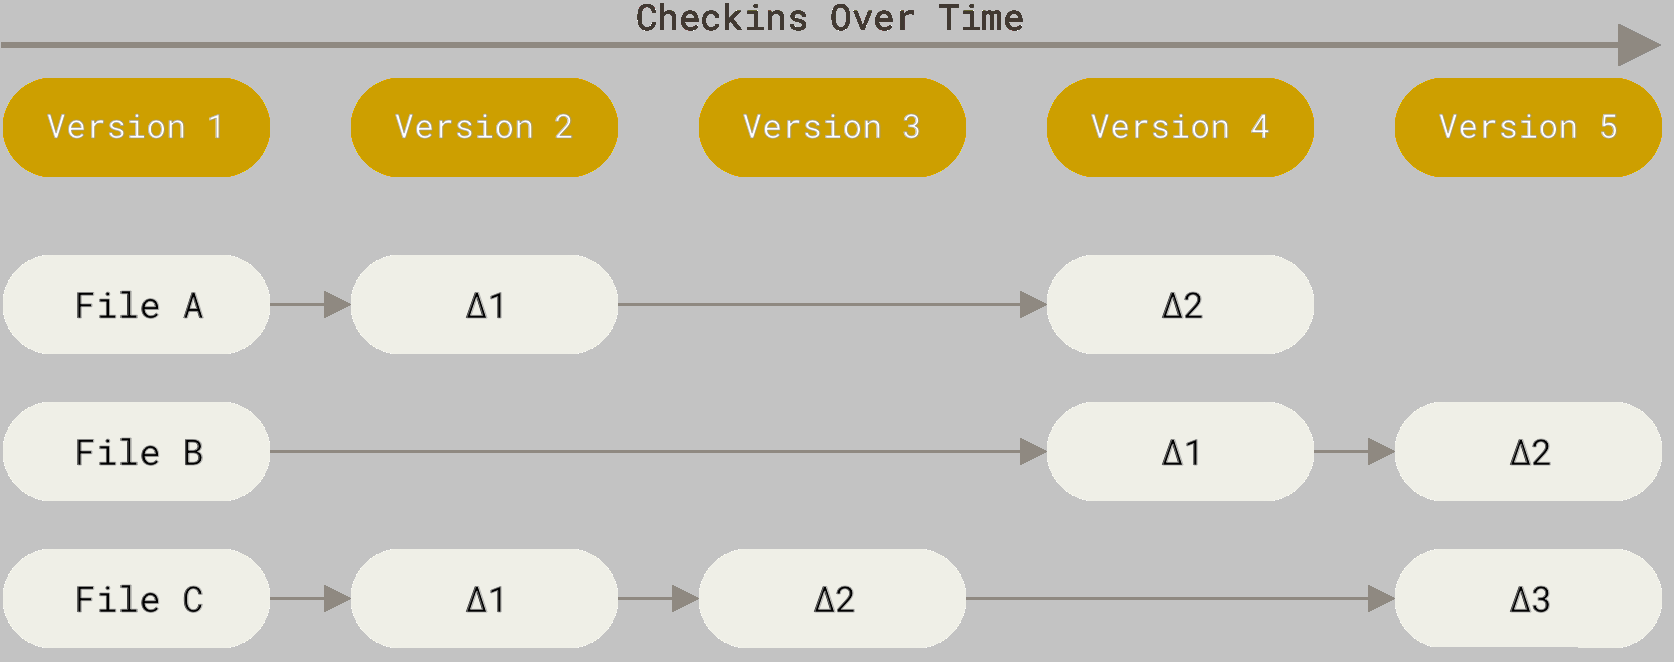 Checkins Over Time
Version 1 Version 2 Version 3 Version 4 Version 5
File A Δ1 Δ2
File B Δ1 Δ2
File C Δ1 Δ2 Δ3